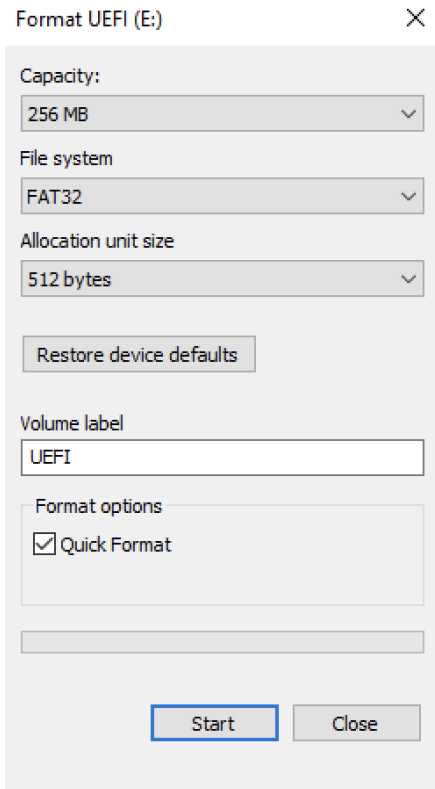 Format UEFI (E:)
Capacity:
256 MB
File system
FAT32
Allocation unit size
512 bytes
Restore device defaults
Volume label
UEFI
Format options
Quick Format
Start
Close